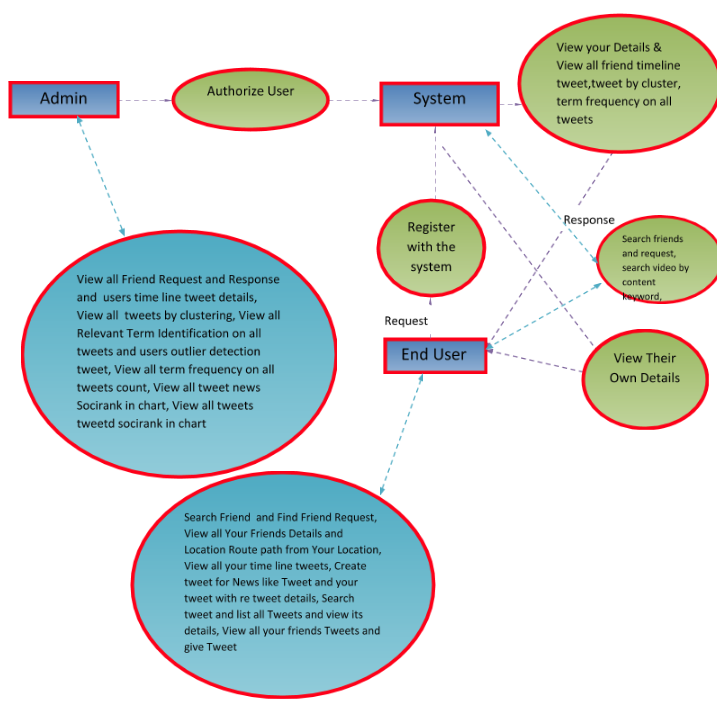 Admin
Authorize User
System
View your Details &
View all friend timeline
tweet,tweet by cluster,
term frequency on all
tweets
Response
Register
with the
system
Search friends
and request,
search video by
content
keyword,
Request
End User
View Their
Own Details
View all Friend Request and Response
and users time line tweet details,
View all tweets by clustering, View all
Relevant Term Identification on all
tweets and users outlier detection
tweet, View all term frequency on all
tweets count, View all tweet news
Socirank in chart, View all tweets
tweetd socirank in chart
Search Friend and Find Friend Request,
View all Your Friends Details and
Location Route path from Your Location,
View all your time line tweets, Create
tweet for News like Tweet and your
tweet with re tweet details, Search
tweet and list all Tweets and view its
details, View all your friends Tweets and
give Tweet